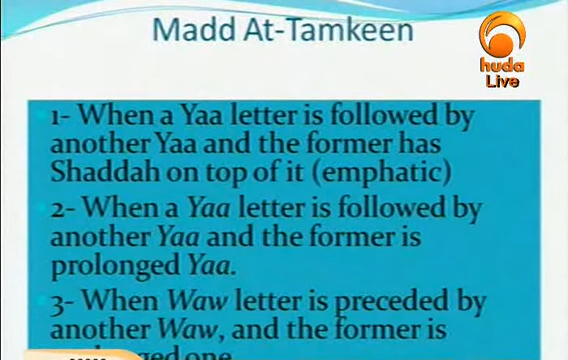 Madd At-Tamkeen
huda
Live
1- When a Yaa letter is followed by
another Yaa and the former has
Shaddah on top of it (emphatic)
2- When a Yaa letter is followed by
another Yaa and the former is
prolonged Yaa.
3- When Waw letter is preceded by
another Waw, and the former is
prolonged one.